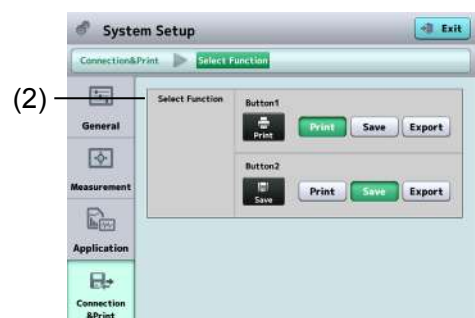 System Setup
Exit
Connection&Print
Select Function
(2)
General
Measurement
Application
Connection
&Print
Select Function
Button1
Print
Print
Save
Export
Button2
Save
Print
Save
Export